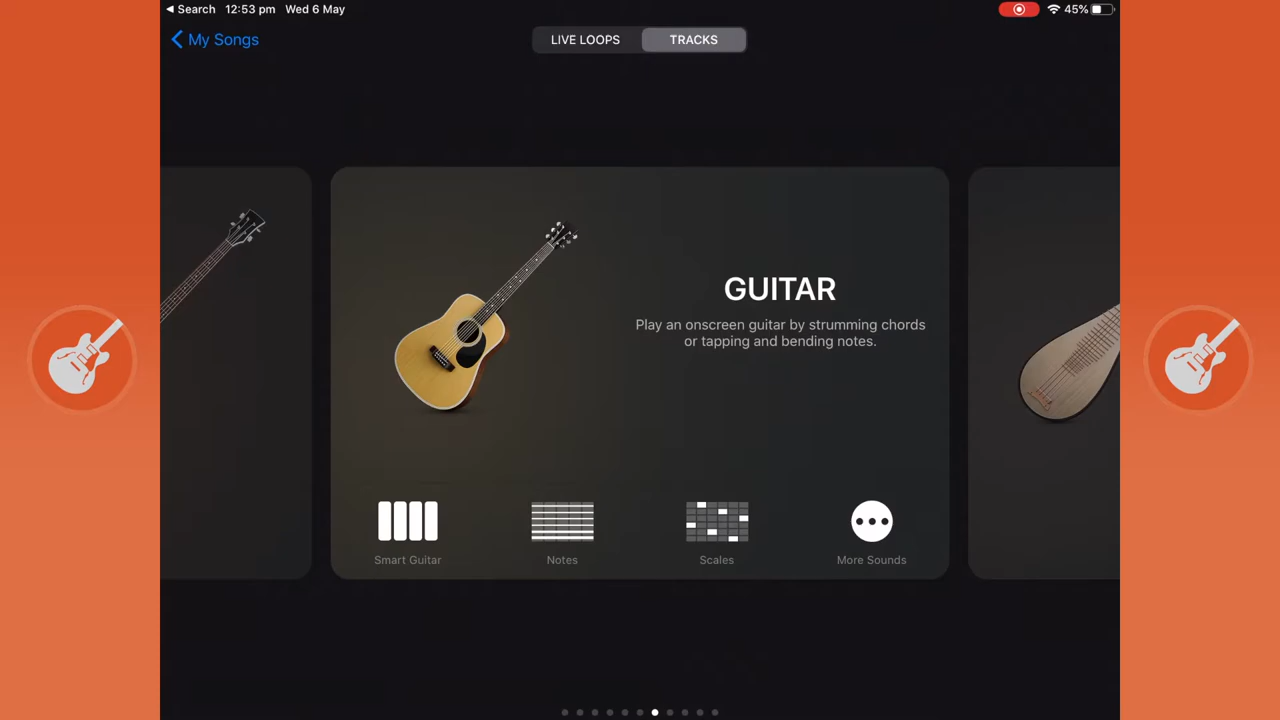 Search 12:53 pm Wed 6 May 45%
My Songs LIVE LOOPS TRACKS
GUITAR
Play an onscreen guitar by strumming chords
or tapping and bending notes.
Smart Guitar Notes Scales More Sounds